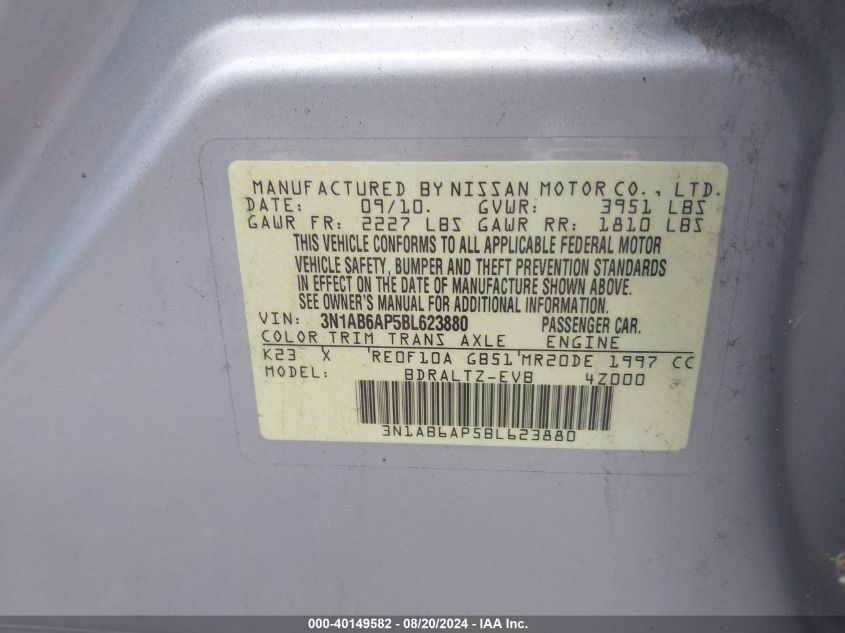 MANUFACTURED BY NISSAN MOTOR CO., LTD.
DATE: 09/10. GVWR: 3951 LBS
GAWR FR: 2227 LBS GAWR RR: 1810 LBS
THIS VEHICLE CONFORMS TO ALL APPLICABLE FEDERAL MOTOR
VEHICLE SAFETY, BUMPER AND THEFT PREVENTION STANDARDS
IN EFFECT ON THE DATE OF MANUFACTURE SHOWN ABOVE.
SEE OWNER'S MANUAL FOR ADDITIONAL INFORMATION.
VIN: 3N1AB6AP5BL623880 PASSENGER CAR.
COLOR TRIM TRANS AXLE ENGINE
K23 X RE0F10A GB51 MR20DE 1997 CC
MODEL: BDRALTZ-EVB 4Z000
3N1AB6AP5BL623880
000-40149582 / 08/20/2024 - IAA Inc.